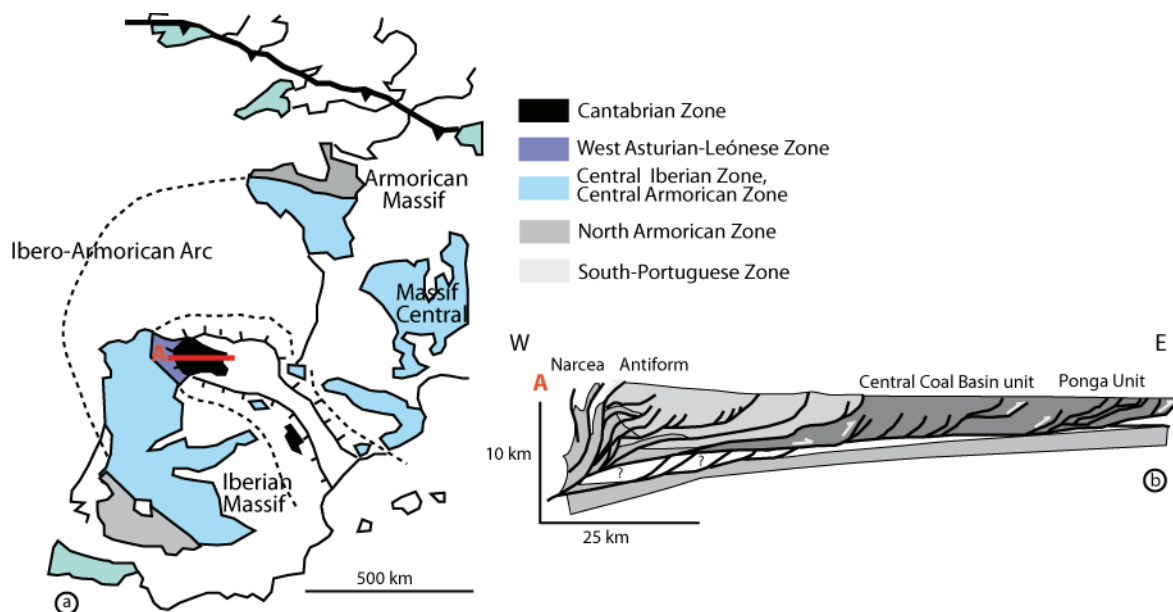 Cantabrian Zone
West Asturian-Leónese Zone
Central Iberian Zone,
Central Armorican Zone
North Armorican Zone
South-Portuguese Zone
Armorican
Massif
Ibero-Armorican Arc
Massif
Central
A
Iberian
Massif
500 km
a
W
E
Narcea Antiform
A
Central Coal Basin unit
Ponga Unit
10 km
?
?
b
25 km